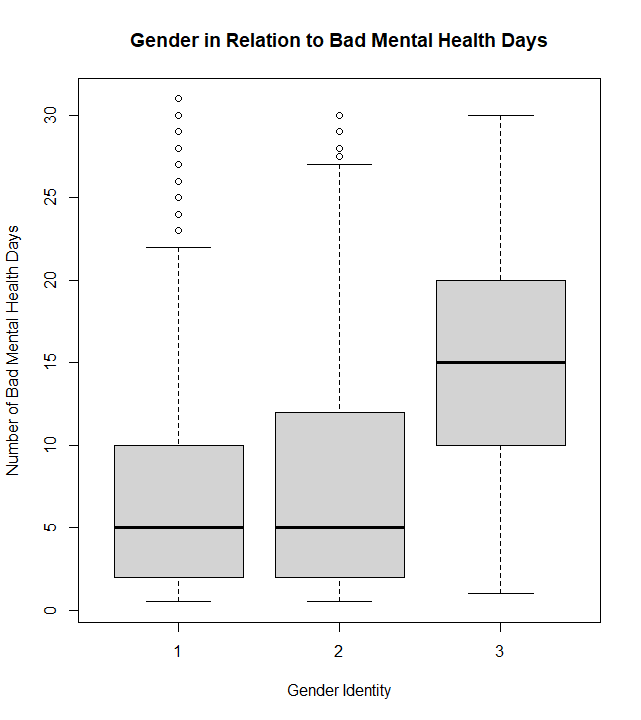 Gender in Relation to Bad Mental Health Days
Number of Bad Mental Health Days
30
25
20
15
10
5
0
1 2 3
Gender Identity